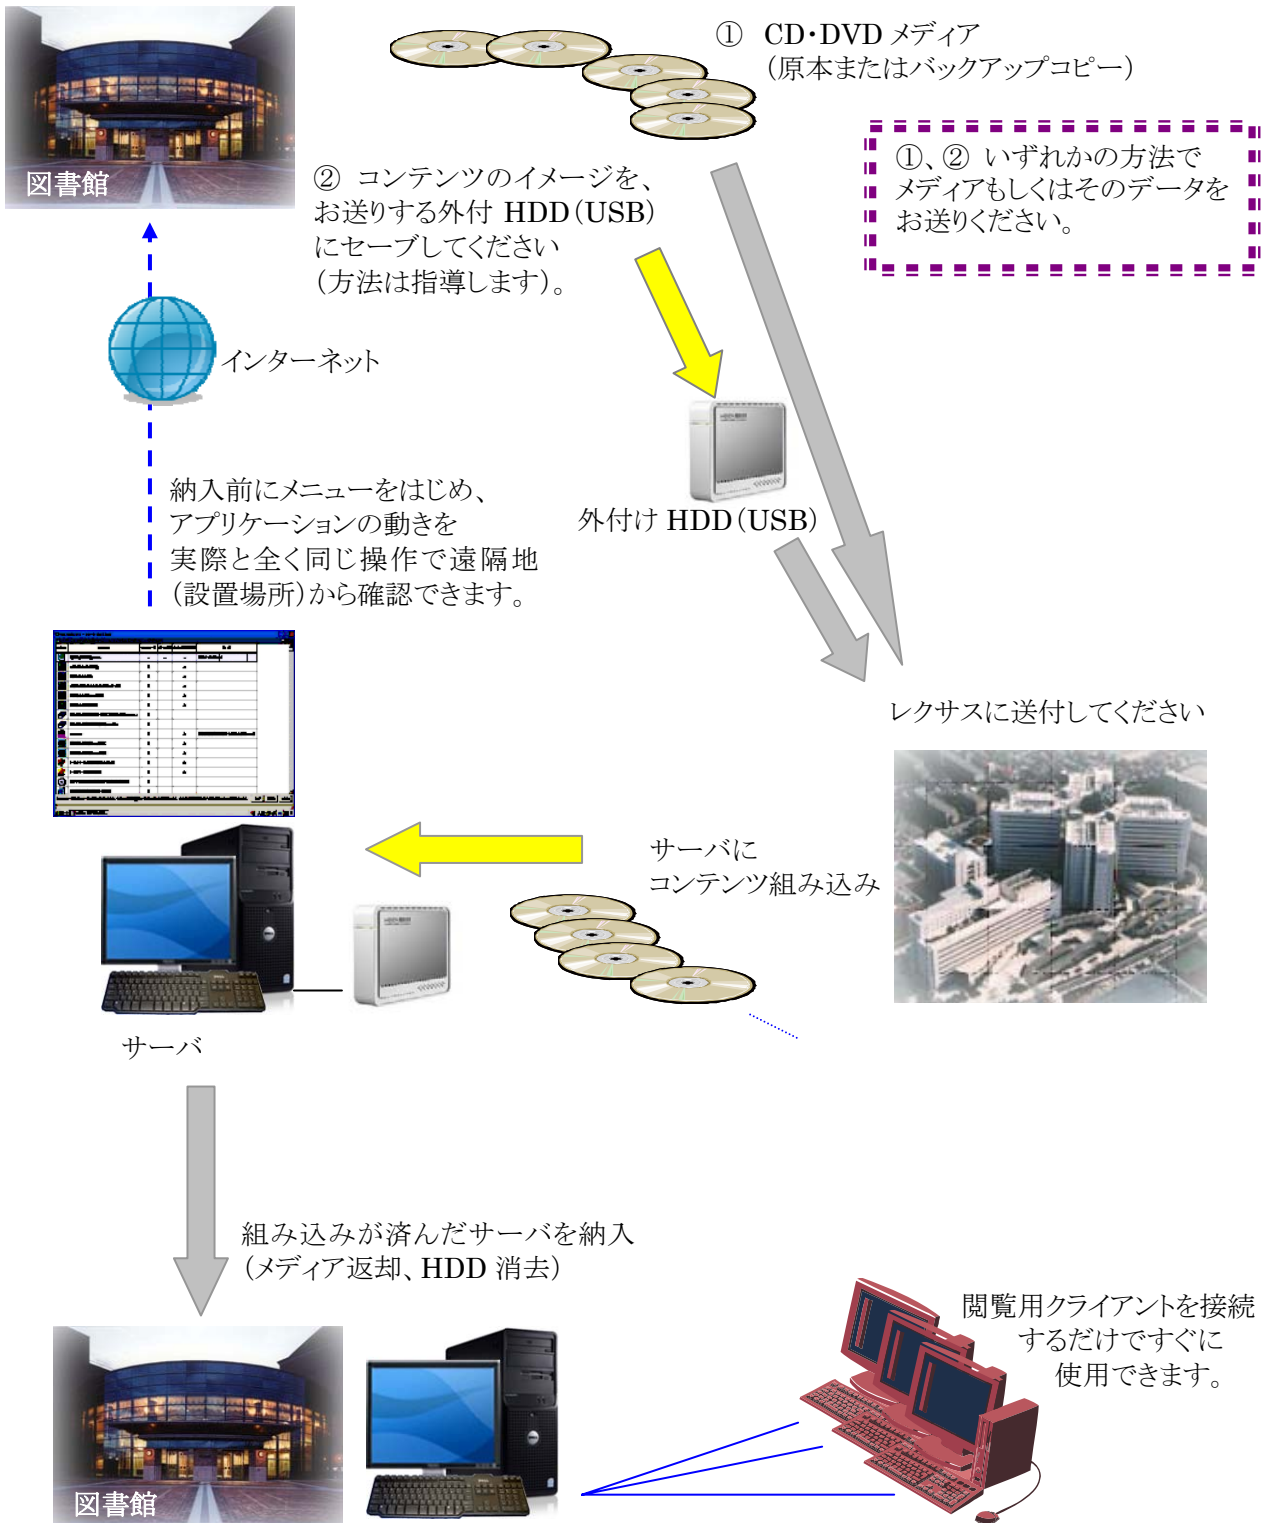 ① CD・DVD メディア
（原本またはバックアップコピー）
①、② いずれかの方法で
メディアもしくはそのデータを
お送りください。
図書館
② コンテンツのイメージを、
お送りする外付 HDD（USB）
にセーブしてください
（方法は指導します）。
インターネット
納入前にメニューをはじめ、
アプリケーションの動きを
実際と全く同じ操作で遠隔地
（設置場所）から確認できます。
外付け HDD（USB）
レクサスに送付してください
サーバに
コンテンツ組み込み
サーバ
組み込みが済んだサーバを納入
（メディア返却、HDD 消去）
閲覧用クライアントを接続
するだけですぐに
使用できます。
図書館